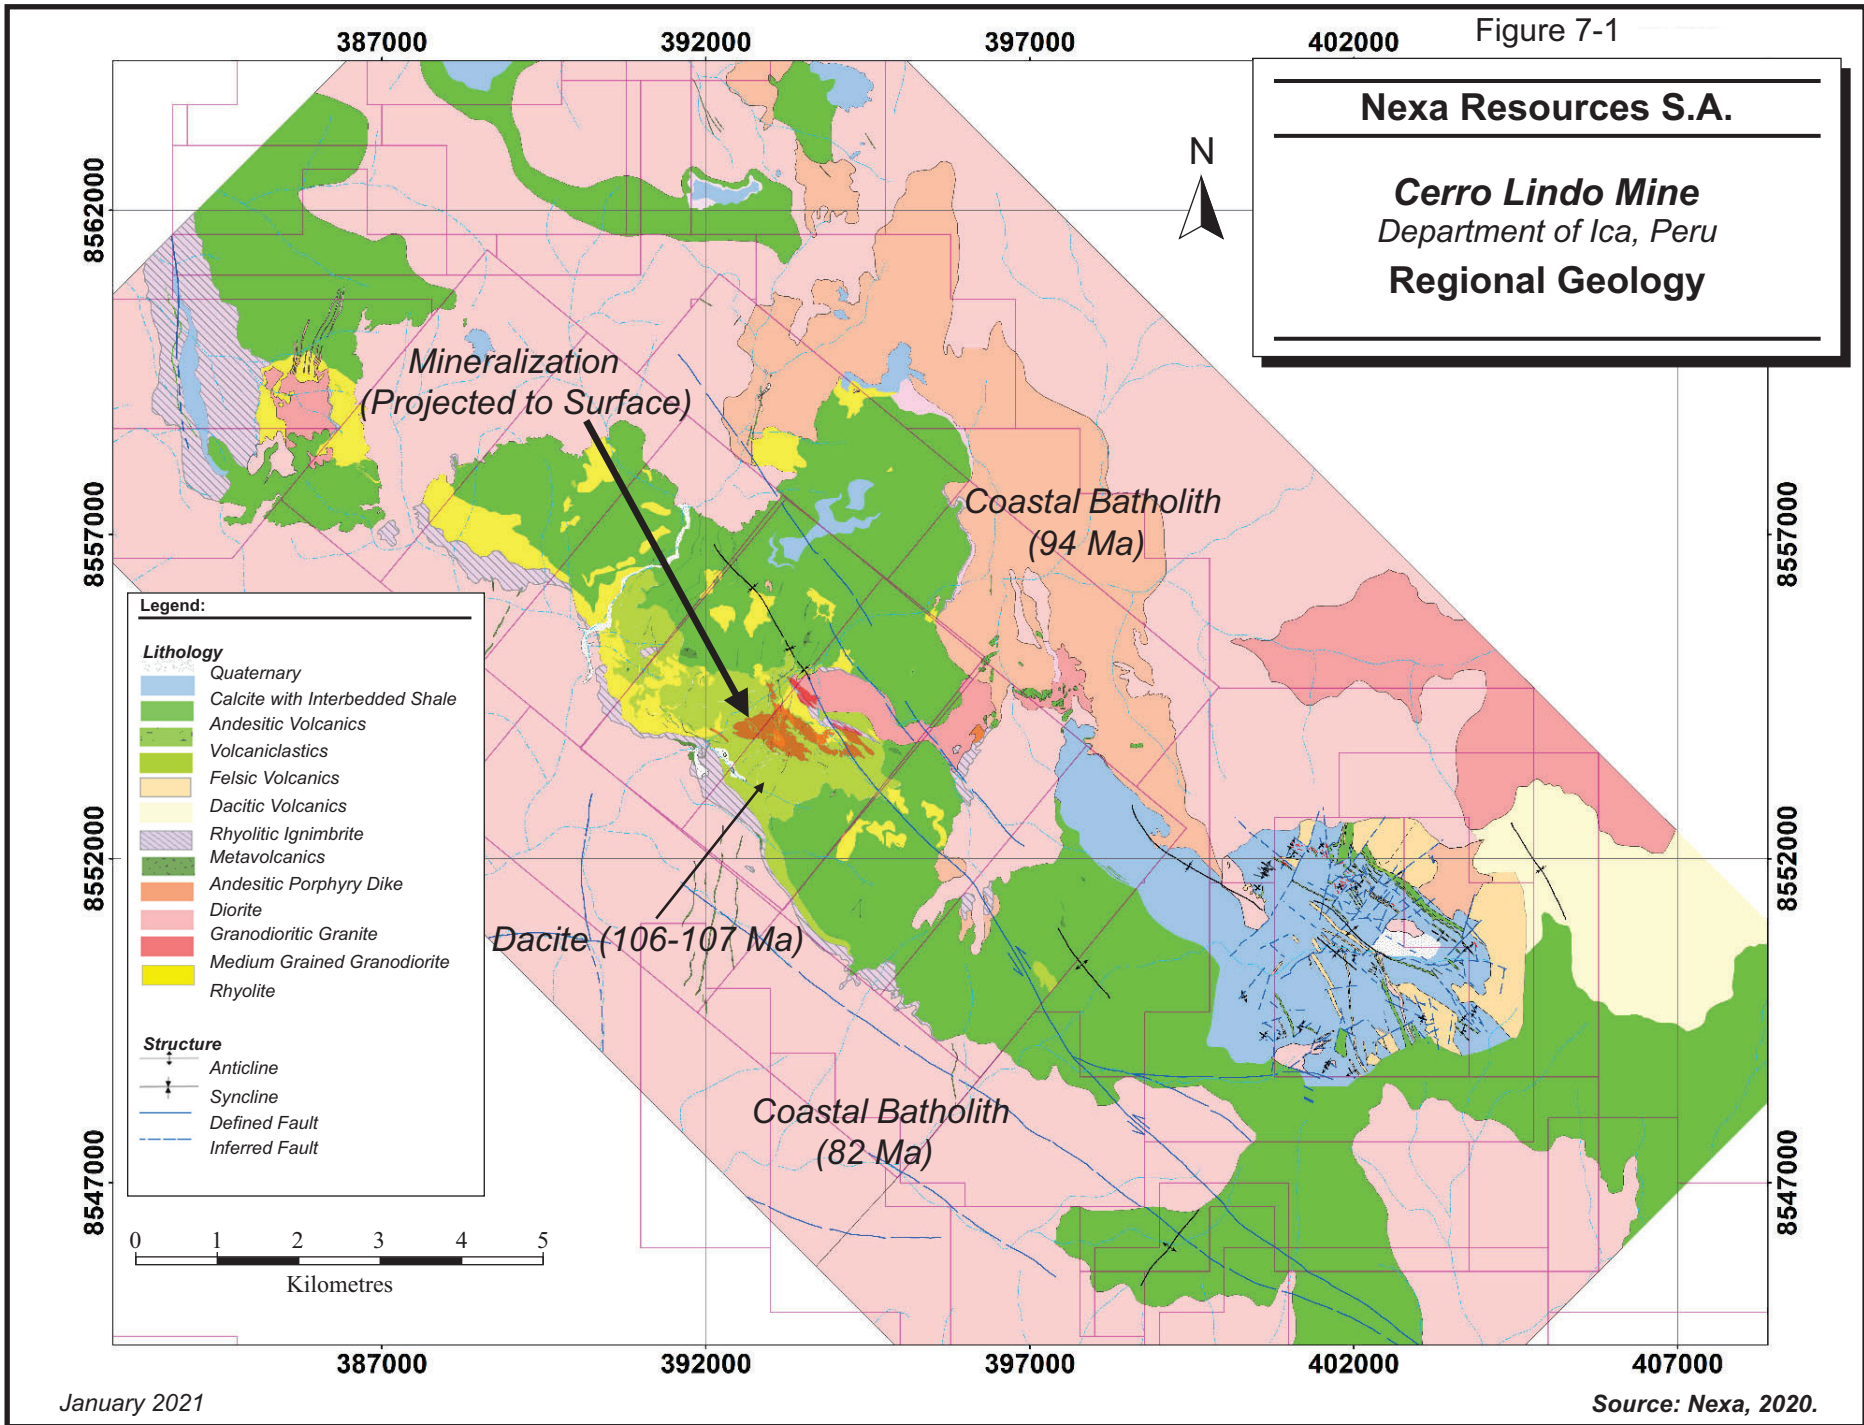 Figure 7-1
387000 392000 397000 402000
Nexa Resources S.A.
Cerro Lindo Mine
Department of Ica, Peru
Regional Geology
N
8562000
8557000
8552000
8547000
8557000
8552000
8547000
Mineralization
(Projected to Surface)
Coastal Batholith
(94 Ma)
Dacite (106-107 Ma)
Coastal Batholith
(82 Ma)
Legend:
Lithology
Quaternary
Calcite with Interbedded Shale
Andesitic Volcanics
Volcaniclastics
Felsic Volcanics
Dacitic Volcanics
Rhyolitic Ignimbrite
Metavolcanics
Andesitic Porphyry Dike
Diorite
Granodioritic Granite
Medium Grained Granodiorite
Rhyolite
Structure
Anticline
Syncline
Defined Fault
Inferred Fault
0 1 2 3 4 5
Kilometres
387000 392000 397000 402000 407000
January 2021
Source: Nexa, 2020.